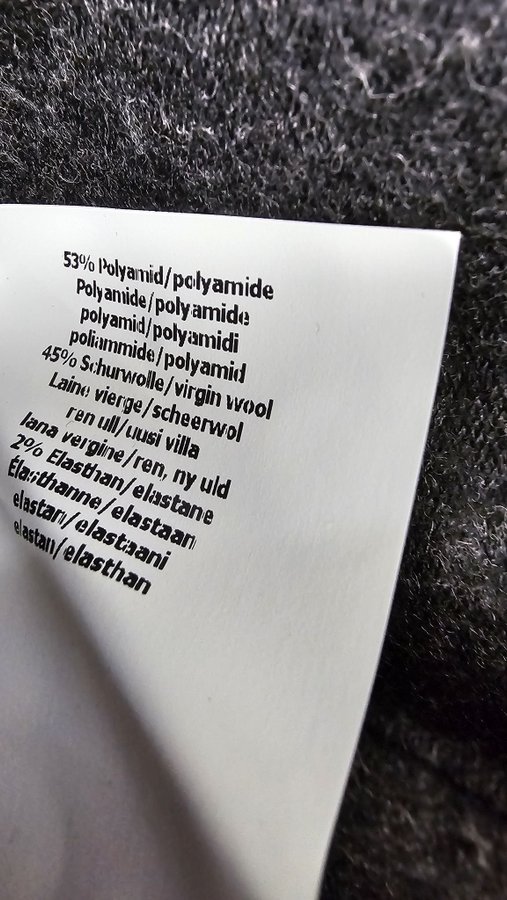 53% Polyamid/polyamide
Polyamide/polyamide
polyamid/polyamidi
poliammide/polyamid
45% Schurwolle/virgin wool
Laine vierge/scheerwol
ren ull/uusi villa
lana vergine/ren, ny uld
2% Elasthan/elastane
Élasthanne/elastaan
elastan/elastaani
elastan/elasthan